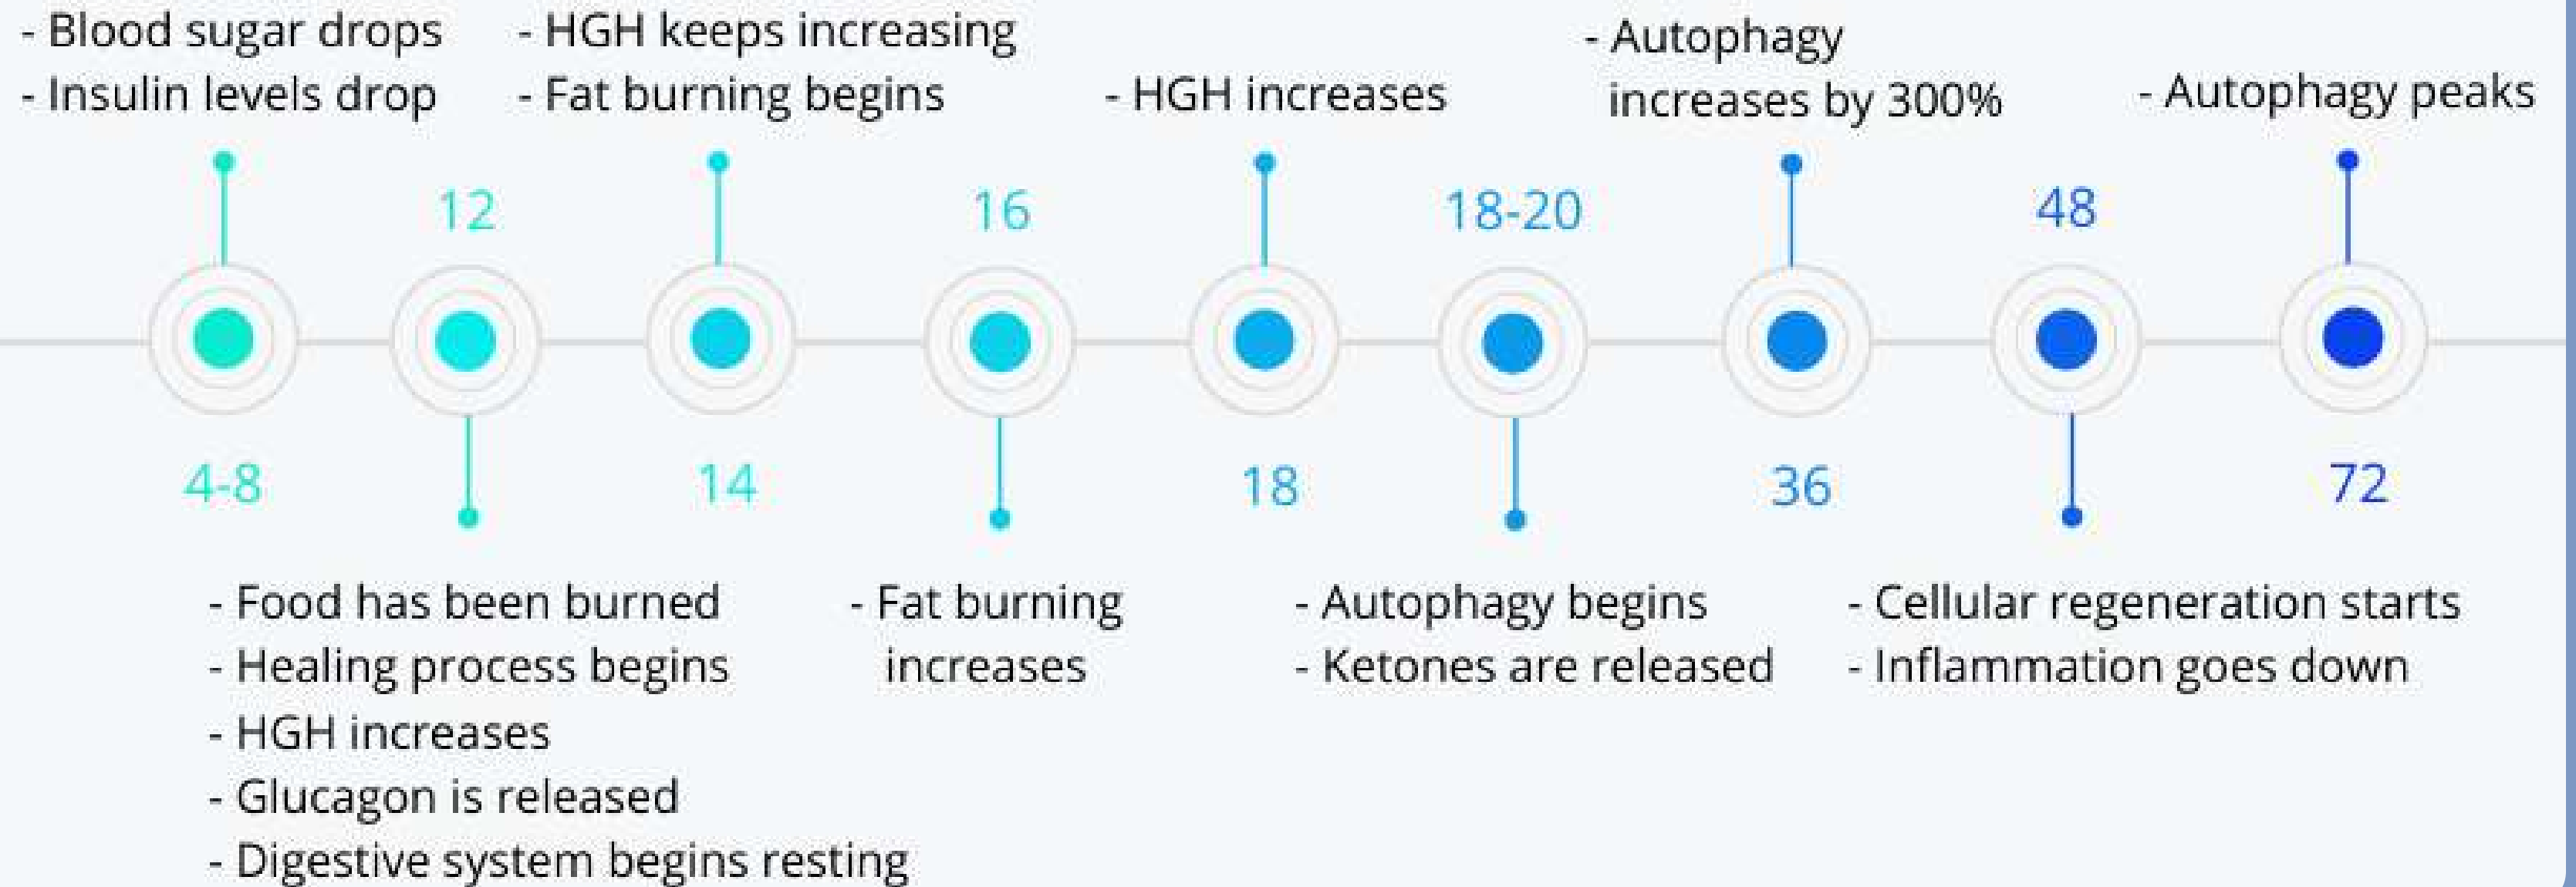 - Blood sugar drops
- Insulin levels drop
4-8
12
- Food has been burned
- Healing process begins
- HGH increases
- Glucagon is released
- Digestive system begins resting
- HGH keeps increasing
- Fat burning begins
14
16
- Fat burning
increases
- HGH increases
18
18-20
- Autophagy begins
- Ketones are released
- Autophagy
increases by 300%
36
48
- Cellular regeneration starts
- Inflammation goes down
- Autophagy peaks
72